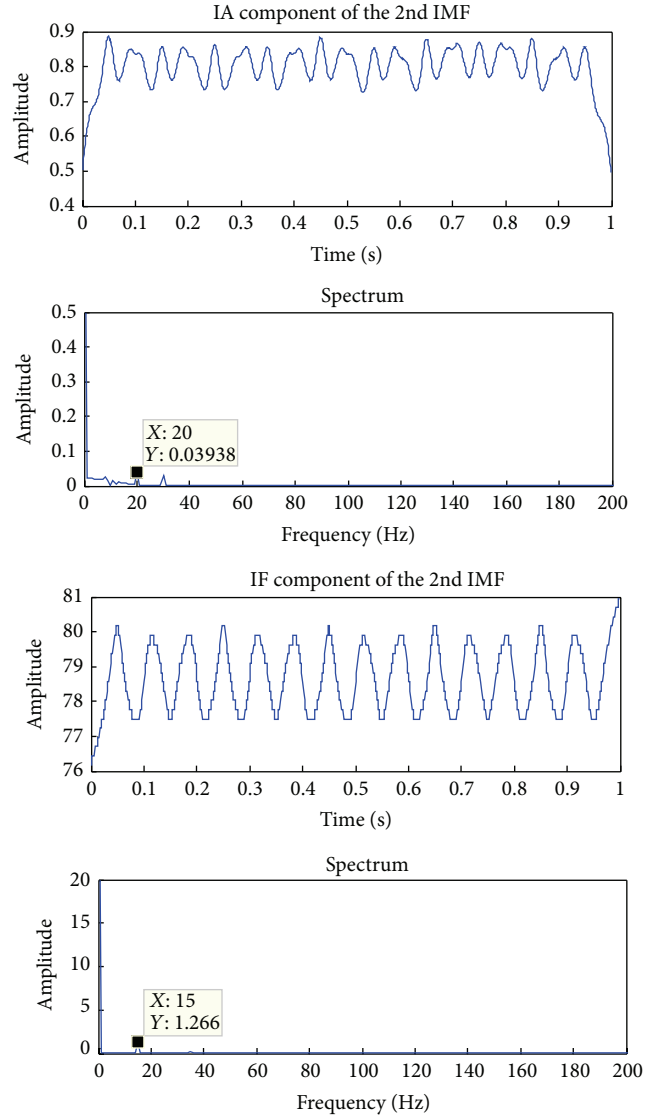 IA component of the 2nd IMF
0.9
0.8
0.7
0.6
0.5
0.4
Amplitude
0 0.1 0.2 0.3 0.4 0.5 0.6 0.7 0.8 0.9 1
Time (s)
Spectrum
0.5
0.4
0.3
0.2
0.1
0
Amplitude
X: 20
Y: 0.03938
0 20 40 60 80 100 120 140 160 180 200
Frequency (Hz)
IF component of the 2nd IMF
81
80
79
78
77
76
Amplitude
0 0.1 0.2 0.3 0.4 0.5 0.6 0.7 0.8 0.9 1
Time (s)
Spectrum
20
15
10
5
0
Amplitude
X: 15
Y: 1.266
0 20 40 60 80 100 120 140 160 180 200
Frequency (Hz)